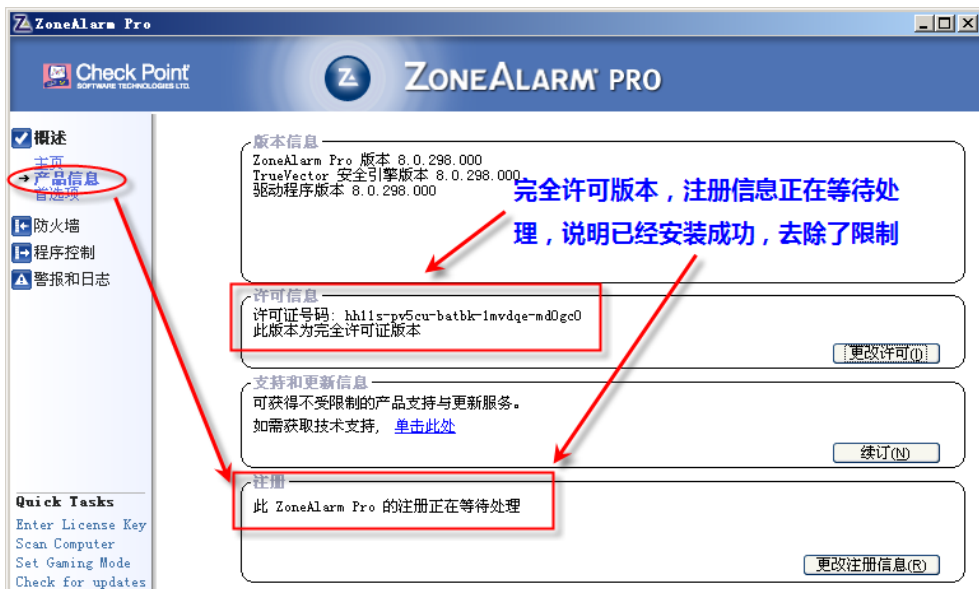 ZoneAlarm Pro
Check Point
SOFTWARE TECHNOLOGIES LTD.
ZONEALARM PRO
概述
主页
产品信息
首选项
防火墙
程序控制
警报和日志
版本信息
ZoneAlarm Pro 版本 8.0.298.000
TrueVector 安全引擎版本 8.0.298.000
驱动程序版本 8.0.298.000
完全许可版本，注册信息正在等待处
理，说明已经安装成功，去除了限制
许可信息
许可证号码: hh11s-pv5cu-batbk-1mvdqe-md0gc0
此版本为完全许可证版本
更改许可(I)
支持和更新信息
可获得不受限制的产品支持与更新服务。
如需获取技术支持, 单击此处
续订(N)
注册
此 ZoneAlarm Pro 的注册正在等待处理
更改注册信息(R)
Quick Tasks
Enter License Key
Scan Computer
Set Gaming Mode
Check for updates